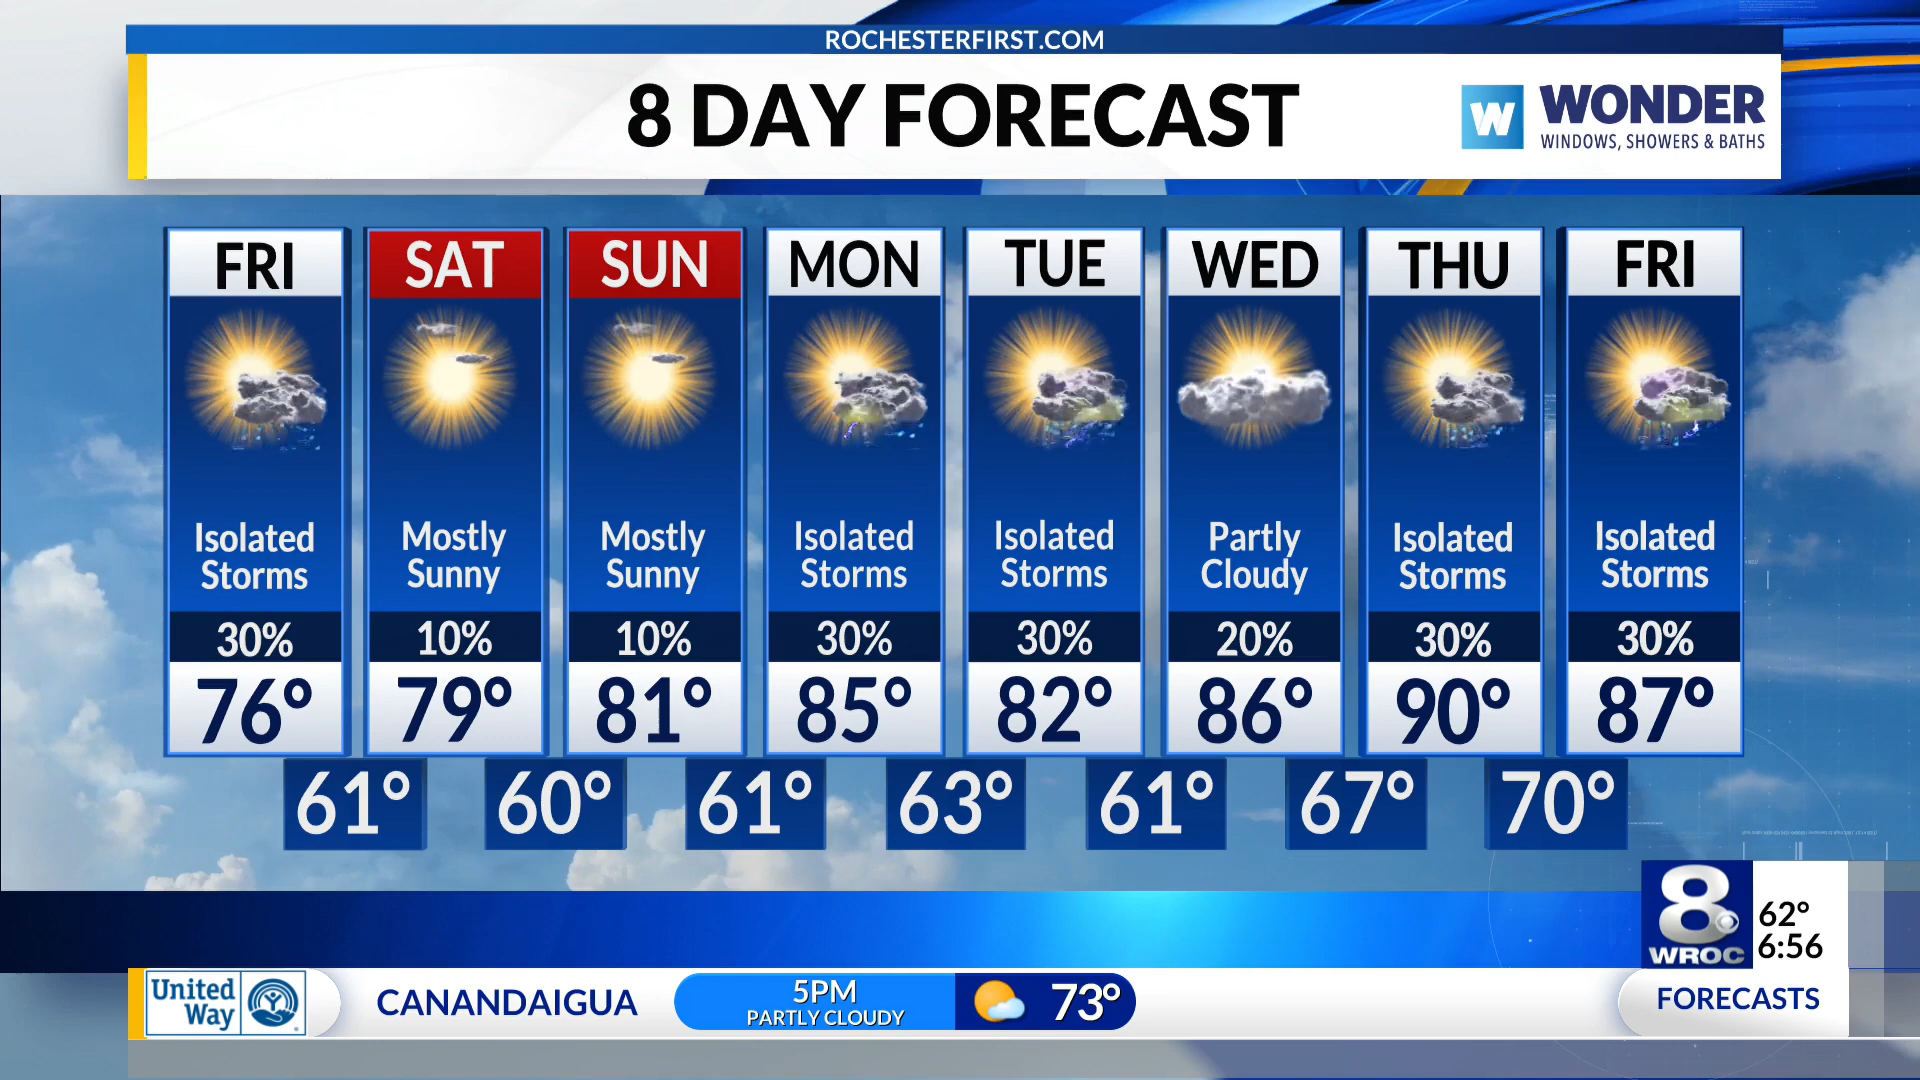 ROCHESTERFIRST.COM
8 DAY FORECAST
W WONDER
WINDOWS, SHOWERS & BATHS
FRI SAT SUN MON TUE WED THU FRI
Isolated Mostly Mostly Isolated Isolated Partly Isolated Isolated
Storms Sunny Sunny Storms Storms Cloudy Storms Storms
30% 10% 10% 30% 30% 20% 30% 30%
76° 79° 81° 85° 82° 86° 90° 87°
61° 60° 61° 63° 61° 67° 70°
8
WROC
62°
6:56
United
Way
CANANDAIGUA
5PM
PARTLY CLOUDY
73°
FORECASTS